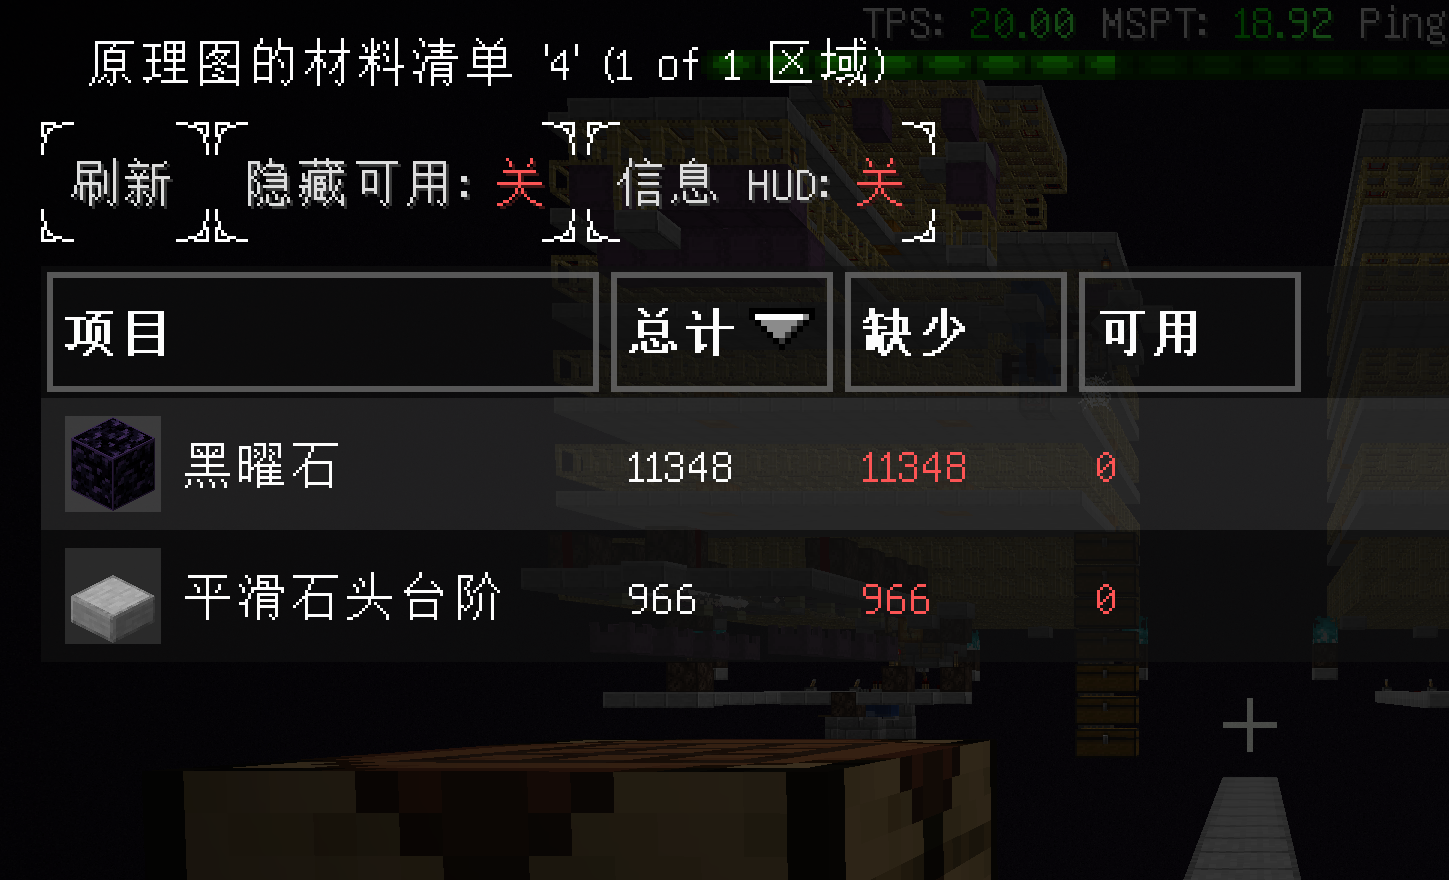 TPS: 20.00 MSPT: 18.92 Ping
原理图的材料清单 '4' (1 of 1 区域)
刷新 隐藏可用: 关 信息 HUD: 关
项目 总计 缺少 可用
黑曜石 11348 11348 0
平滑石头台阶 966 966 0